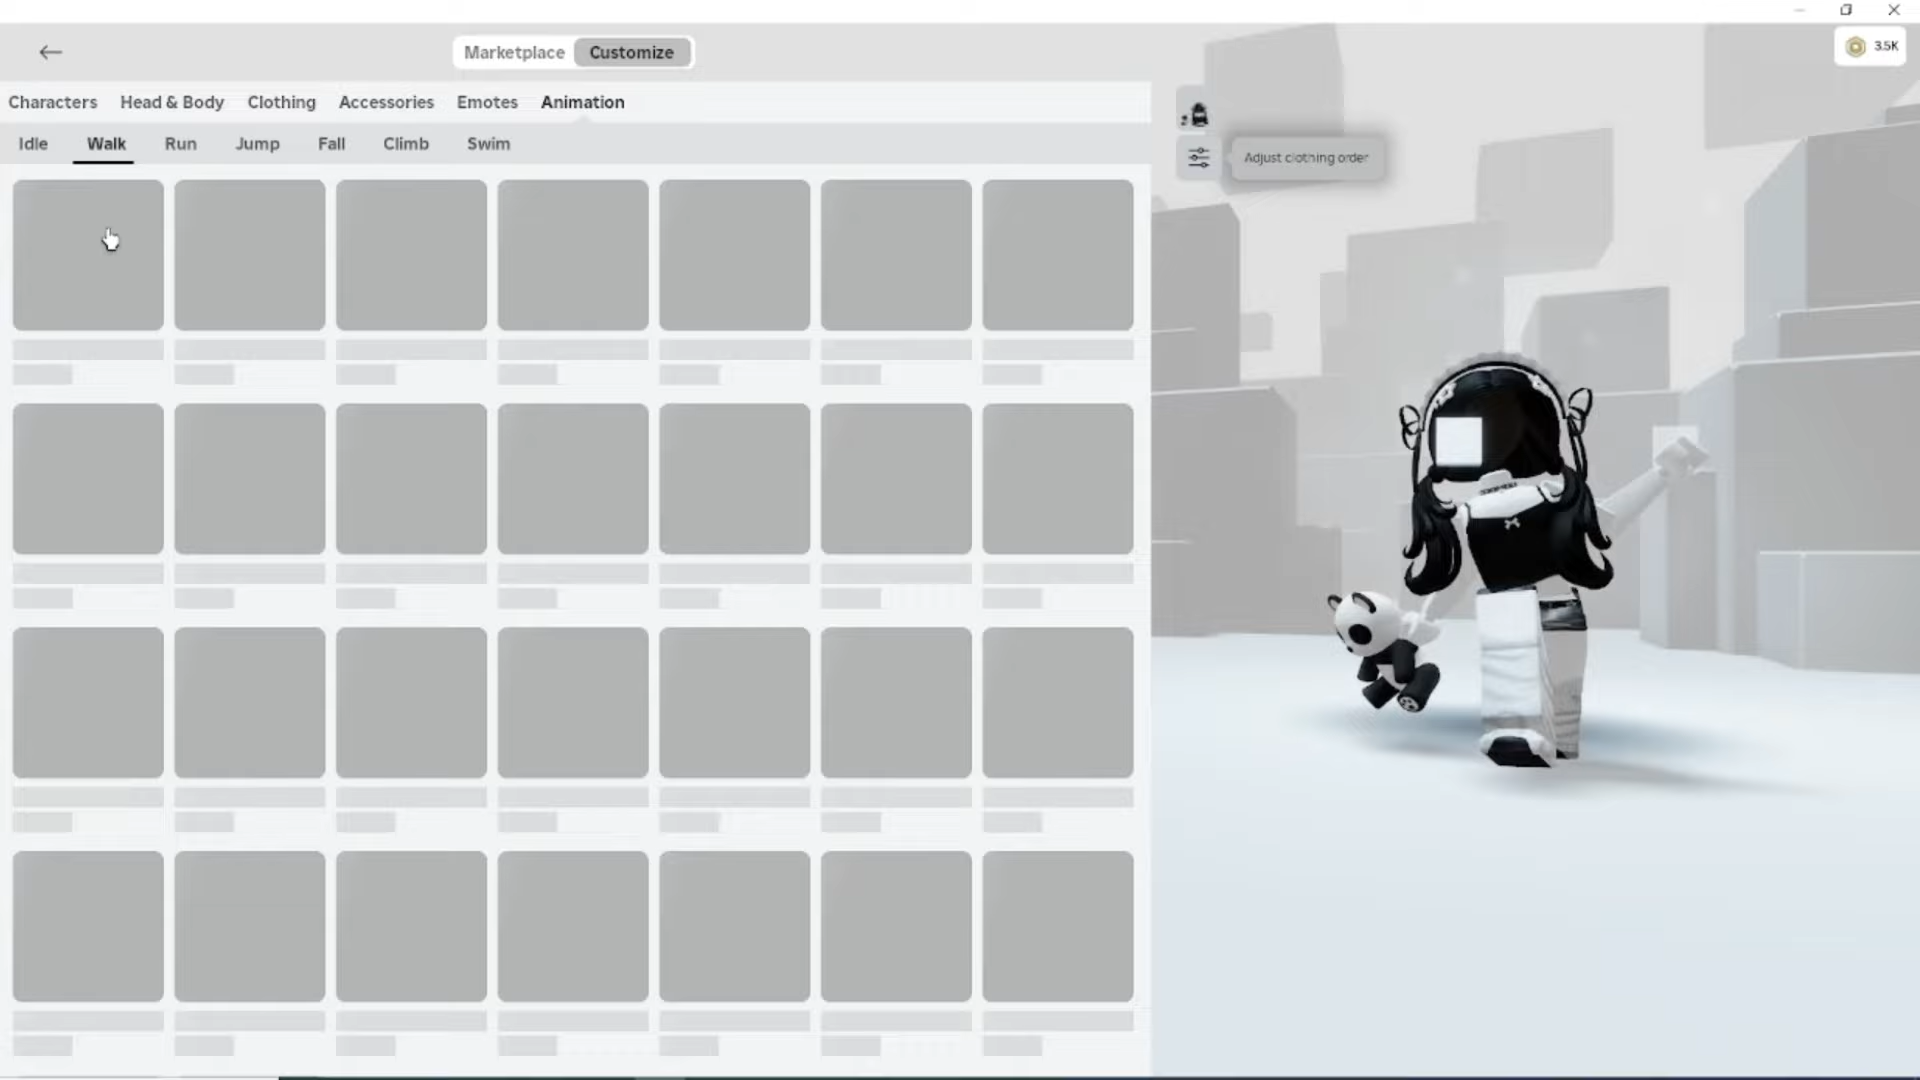 Marketplace Customize
3.5K
Characters Head & Body Clothing Accessories Emotes Animation
Idle Walk Run Jump Fall Climb Swim
Adjust clothing order